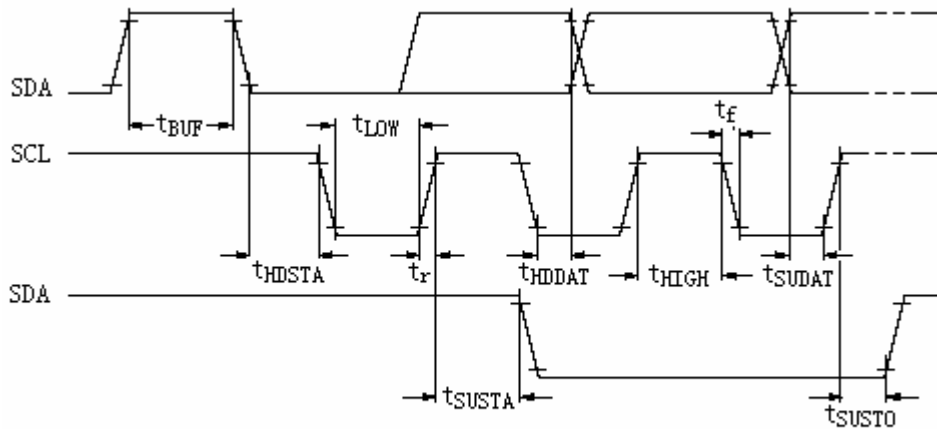 SDA
tBUF
tLOW
tf
SCL
tHDSTA
tr
tHDDAT
tHIGH
tSUDAT
SDA
tSUSTA
tSUSTO